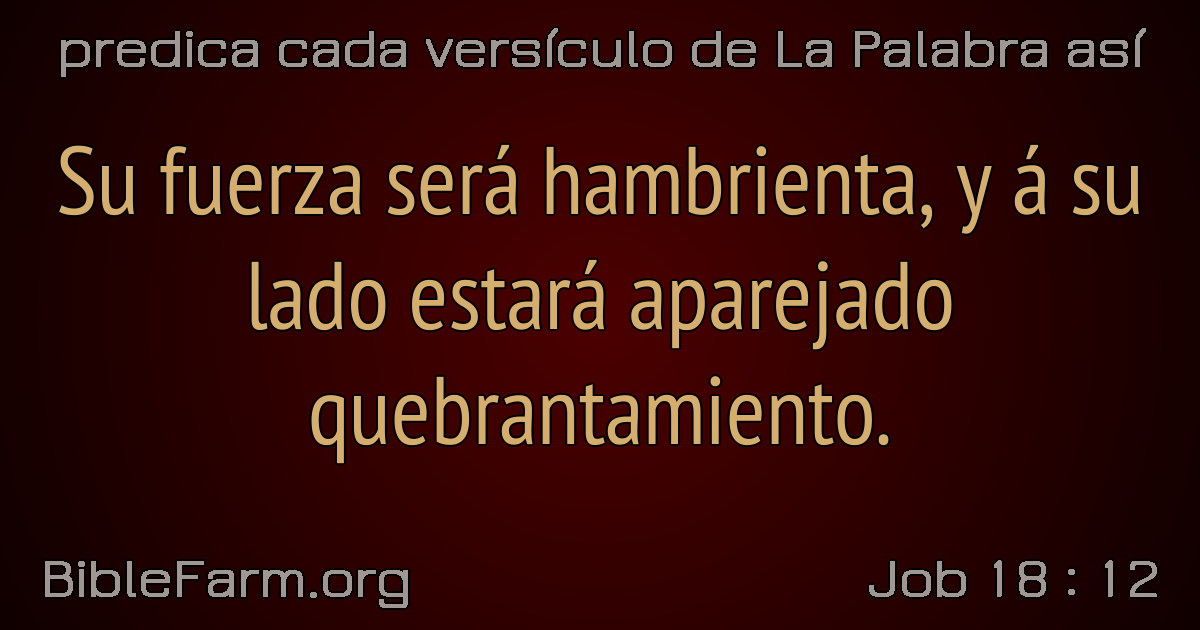 predica cada versículo de La Palabra así
Su fuerza será hambrienta, y á su
lado estará aparejado
quebrantamiento.
BibleFarm.org
Job 18 : 12